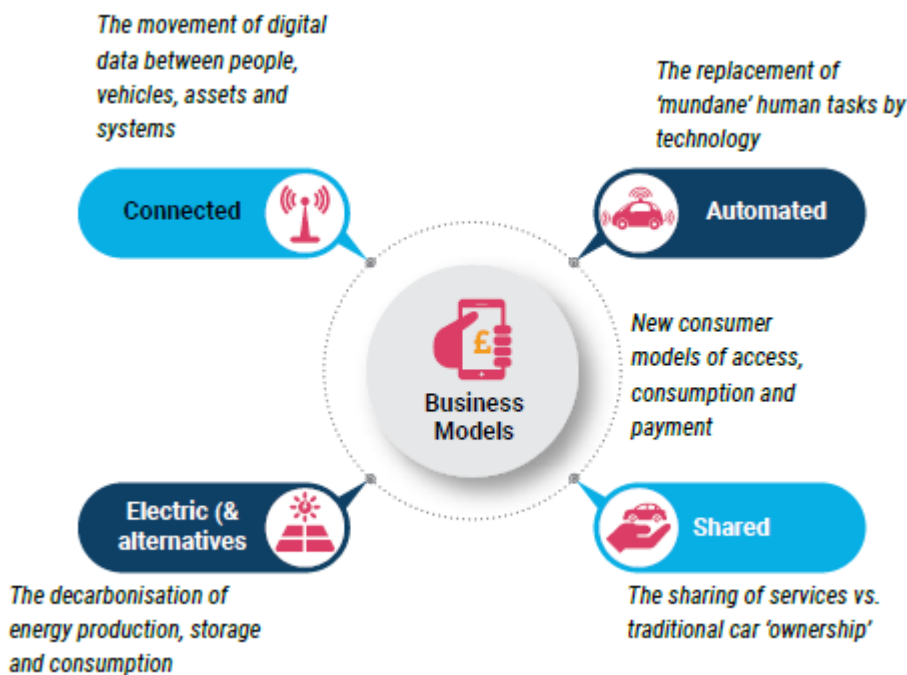 The movement of digital
data between people,
vehicles, assets and
systems
The replacement of
‘mundane’ human tasks by
technology
Connected
Automated
£
Business
Models
New consumer
models of access,
consumption and
payment
Electric (&
alternatives
Shared
The decarbonisation of
energy production, storage
and consumption
The sharing of services vs.
traditional car ‘ownership’